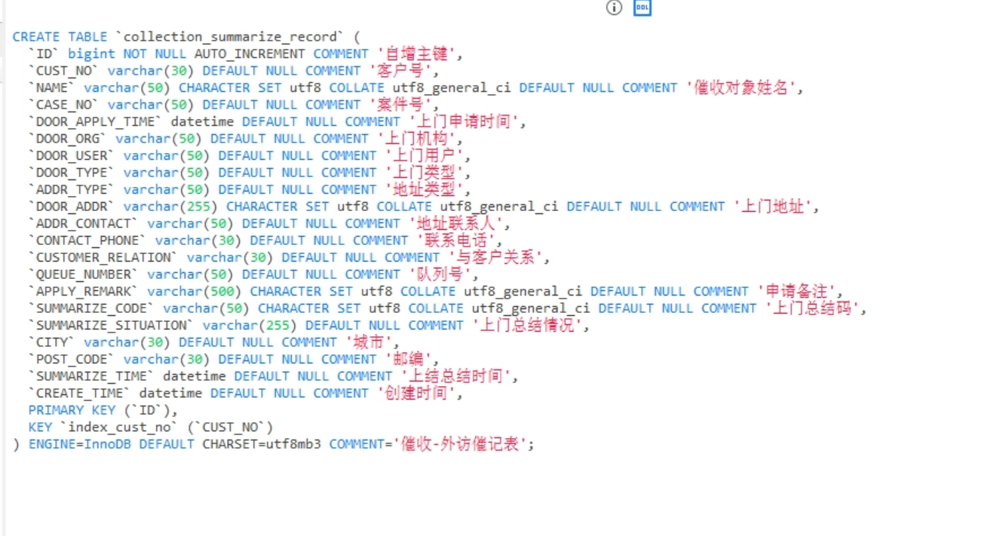 DDL
CREATE TABLE `collection_summarize_record` (
  `ID` bigint NOT NULL AUTO_INCREMENT COMMENT '自增主键',
  `CUST_NO` varchar(30) DEFAULT NULL COMMENT '客户号',
  `NAME` varchar(50) CHARACTER SET utf8 COLLATE utf8_general_ci DEFAULT NULL COMMENT '催收对象姓名',
  `CASE_NO` varchar(50) DEFAULT NULL COMMENT '案件号',
  `DOOR_APPLY_TIME` datetime DEFAULT NULL COMMENT '上门申请时间',
  `DOOR_ORG` varchar(50) DEFAULT NULL COMMENT '上门机构',
  `DOOR_USER` varchar(50) DEFAULT NULL COMMENT '上门用户',
  `DOOR_TYPE` varchar(50) DEFAULT NULL COMMENT '上门类型',
  `ADDR_TYPE` varchar(50) DEFAULT NULL COMMENT '地址类型',
  `DOOR_ADDR` varchar(255) CHARACTER SET utf8 COLLATE utf8_general_ci DEFAULT NULL COMMENT '上门地址',
  `ADDR_CONTACT` varchar(50) DEFAULT NULL COMMENT '地址联系人',
  `CONTACT_PHONE` varchar(30) DEFAULT NULL COMMENT '联系电话',
  `CUSTOMER_RELATION` varchar(30) DEFAULT NULL COMMENT '与客户关系',
  `QUEUE_NUMBER` varchar(50) DEFAULT NULL COMMENT '队列号',
  `APPLY_REMARK` varchar(500) CHARACTER SET utf8 COLLATE utf8_general_ci DEFAULT NULL COMMENT '申请备注',
  `SUMMARIZE_CODE` varchar(50) CHARACTER SET utf8 COLLATE utf8_general_ci DEFAULT NULL COMMENT '上门总结码',
  `SUMMARIZE_SITUATION` varchar(255) DEFAULT NULL COMMENT '上门总结情况',
  `CITY` varchar(30) DEFAULT NULL COMMENT '城市',
  `POST_CODE` varchar(30) DEFAULT NULL COMMENT '邮编',
  `SUMMARIZE_TIME` datetime DEFAULT NULL COMMENT '上结总结时间',
  `CREATE_TIME` datetime DEFAULT NULL COMMENT '创建时间',
  PRIMARY KEY (`ID`),
  KEY `index_cust_no` (`CUST_NO`)
) ENGINE=InnoDB DEFAULT CHARSET=utf8mb3 COMMENT='催收-外访催记表';